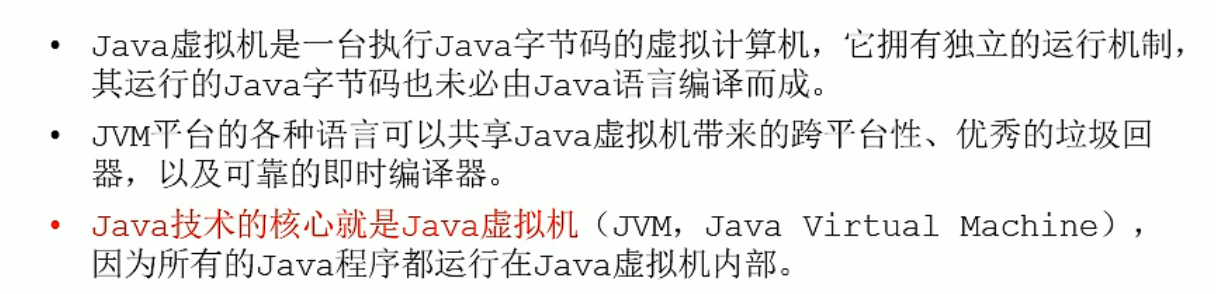 • Java虚拟机是一台执行Java字节码的虚拟计算机，它拥有独立的运行机制，
其运行的Java字节码也未必由Java语言编译而成。
• JVM平台的各种语言可以共享Java虚拟机带来的跨平台性、优秀的垃圾回
器，以及可靠的即时编译器。
• Java技术的核心就是Java虚拟机（JVM，Java Virtual Machine），
因为所有的Java程序都运行在Java虚拟机内部。